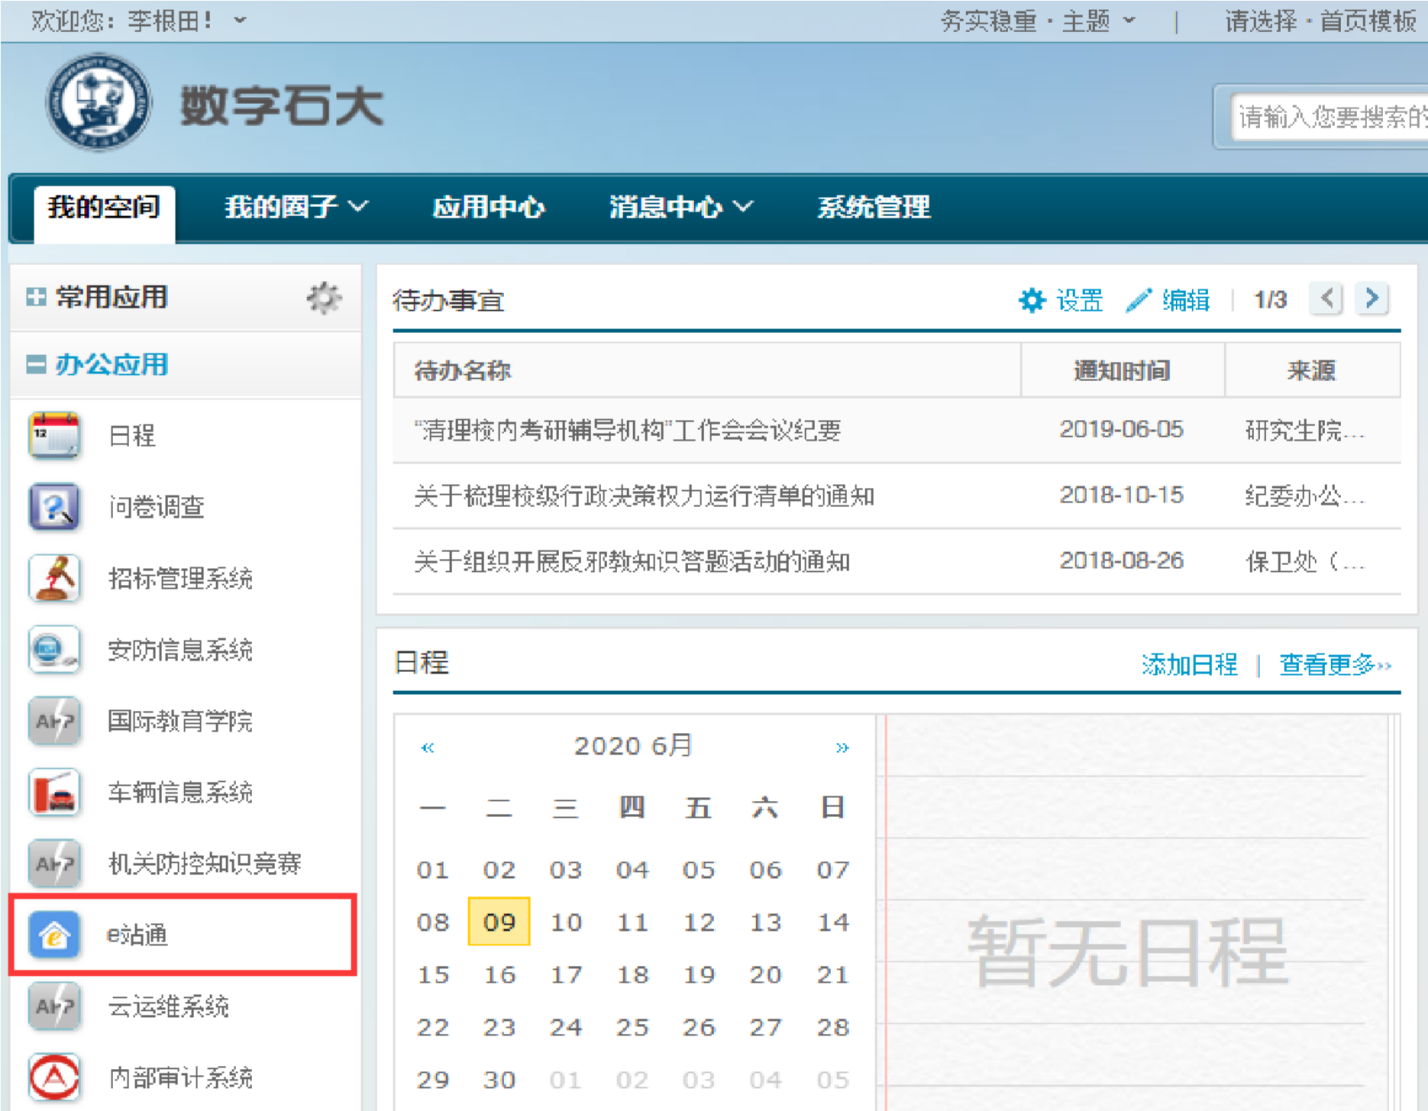 欢迎您：李根田！
务实稳重·主题
|
请选择·首页模板
数字石大
请输入您要搜索的
我的空间
我的圈子
应用中心
消息中心
系统管理
常用应用
办公应用
日程
问卷调查
招标管理系统
安防信息系统
国际教育学院
车辆信息系统
机关防控知识竞赛
e站通
云运维系统
内部审计系统
待办事宜
设置 编辑 | 1/3
待办名称 通知时间 来源
“清理校内考研辅导机构”工作会会议纪要 2019-06-05 研究生院...
关于梳理校级行政决策权力运行清单的通知 2018-10-15 纪委办公...
关于组织开展反邪教知识答题活动的通知 2018-08-26 保卫处（...
日程
添加日程 | 查看更多»
« 2020 6月 »
一 二 三 四 五 六 日
01 02 03 04 05 06 07
08 09 10 11 12 13 14
15 16 17 18 19 20 21
22 23 24 25 26 27 28
29 30 01 02 03 04 05
暂无日程